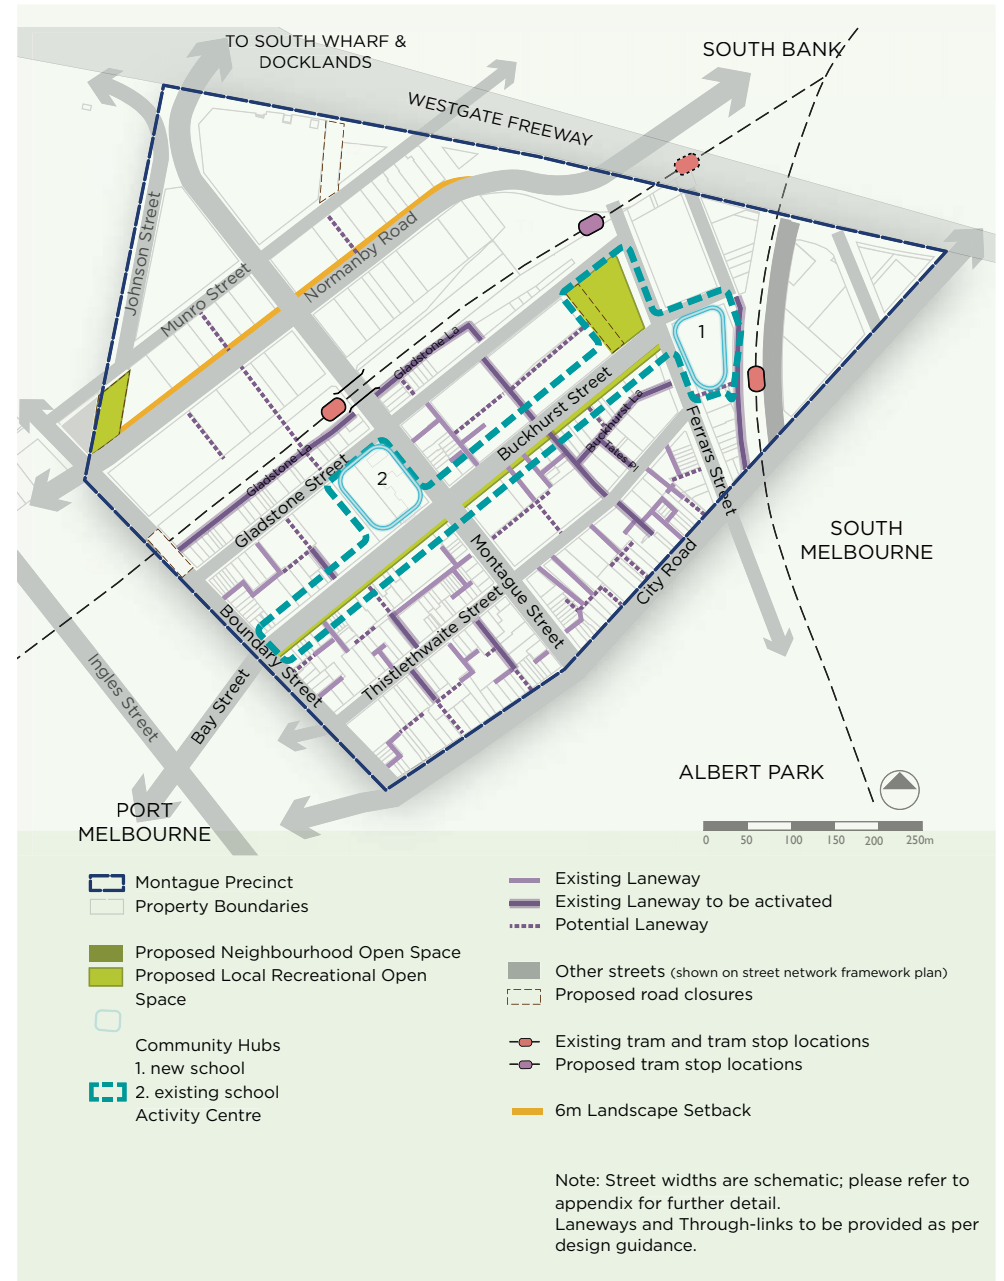 TO SOUTH WHARF &
DOCKLANDS
SOUTH BANK
WESTGATE FREEWAY
Johnson Street
Munro Street
Normanby Road
Gladstone La
1
Buckhurst Street
Buckhurst La
Tates Pl
Ferrars Street
Gladstone La
Gladstone Street
2
SOUTH
MELBOURNE
Montague Street
City Road
Boundary Street
Thistlethwaite Street
Ingles Street
Bay Street
ALBERT PARK
PORT
MELBOURNE
0 50 100 150 200 250m
Montague Precinct
Property Boundaries
Proposed Neighbourhood Open Space
Proposed Local Recreational Open
Space
Community Hubs
1. new school
2. existing school
Activity Centre
Existing Laneway
Existing Laneway to be activated
Potential Laneway
Other streets (shown on street network framework plan)
Proposed road closures
Existing tram and tram stop locations
Proposed tram stop locations
6m Landscape Setback
Note: Street widths are schematic; please refer to
appendix for further detail.
Laneways and Through-links to be provided as per
design guidance.